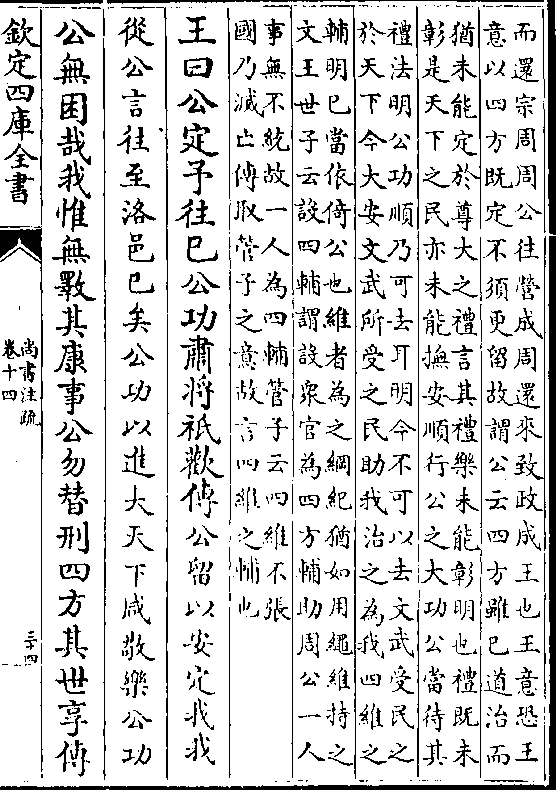 而還宗周周公往營成周還來致政成王也王意恐王
意以四方既定不須更留故謂公云四方雖已道治而
猶未能定於尊大之禮言其禮樂未能彰明也禮既未
彰是天下之民亦未能撫安順行公之大功公當待其
禮法明公功順乃可去耳明今不可以去文武受民之
於天下今大安文武所受之民助我治之為我四維之
輔明已當依倚公也維者為之綱紀猶如用繩維持之
文王世子云設四輔謂設衆官為四方輔助周公一人
事無不統故一人為四輔管子云四維不張
國乃滅亡傳取管子之意故言四維之輔也
王曰公定予往已公功肅將祗歡傳公留以安定我我
從公言往至洛邑已矣公功以進大天下咸敬樂公功
公無困哉我惟無斁其康事公勿替刑四方其世享傳
欽定四庫全書
尚書注疏
卷十四
三十四